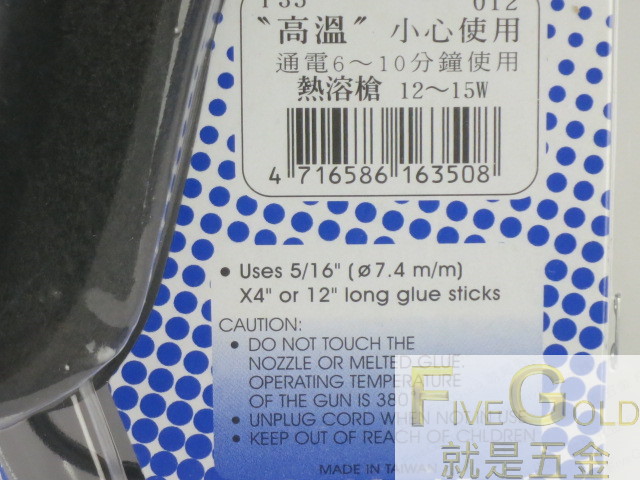 012
"高溫" 小心使用
通電6～10分鐘使用
熱溶槍 12～15W
4 716586 163508
• Uses 5/16" (ø7.4 m/m)
X4" or 12" long glue sticks
CAUTION:
• DO NOT TOUCH THE
NOZZLE OR MELTED GLUE.
OPERATING TEMPERATURE
OF THE GUN IS 380
• UNPLUG CORD WHEN NOT IN USE
• KEEP OUT OF REACH OF CHILDREN
MADE IN TAIWAN
FIVE GOLD
就是五金